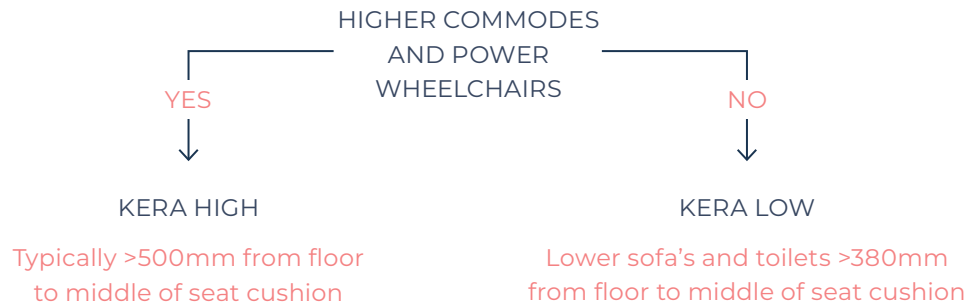 HIGHER COMMODES
AND POWER
WHEELCHAIRS
YES
NO
KERA HIGH
KERA LOW
Typically >500mm from floor
to middle of seat cushion
Lower sofa's and toilets >380mm
from floor to middle of seat cushion